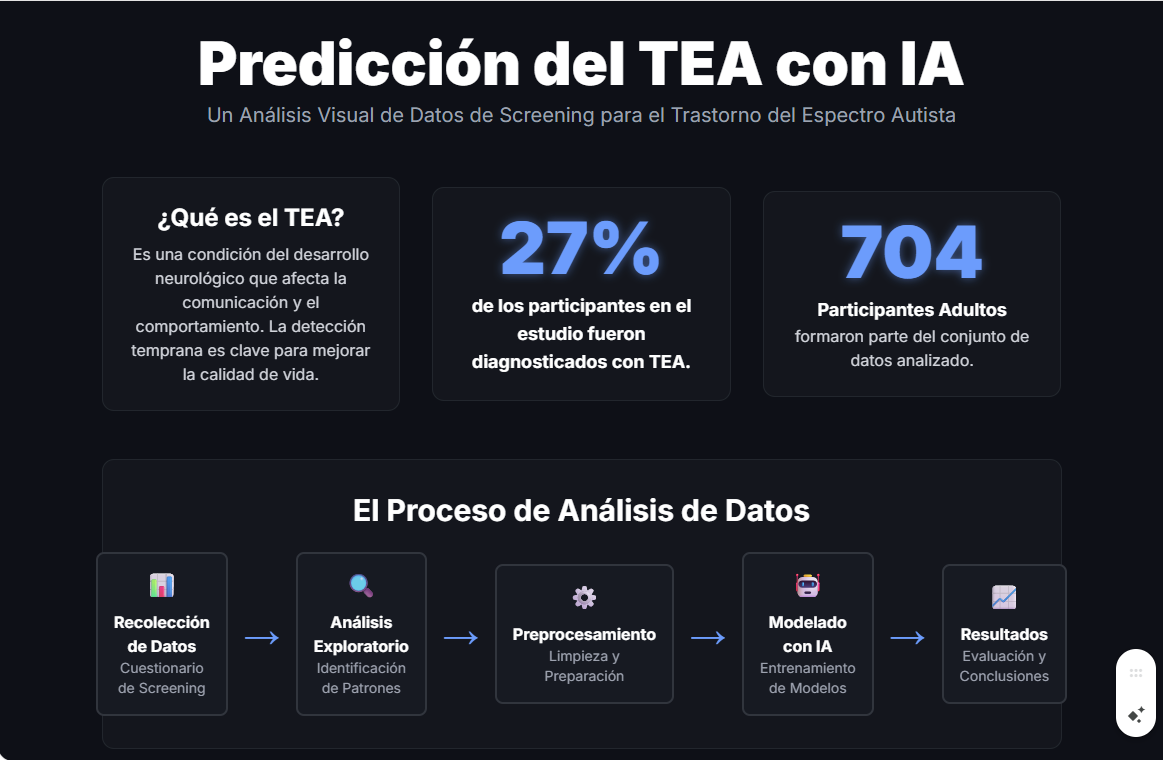 Predicción del TEA con IA
Un Análisis Visual de Datos de Screening para el Trastorno del Espectro Autista
¿Qué es el TEA?
Es una condición del desarrollo
neurológico que afecta la
comunicación y el
comportamiento. La detección
temprana es clave para mejorar
la calidad de vida.
27%
de los participantes en el
estudio fueron
diagnosticados con TEA.
704
Participantes Adultos
formaron parte del conjunto de
datos analizado.
El Proceso de Análisis de Datos
Recolección
de Datos
Cuestionario
de Screening
Análisis
Exploratorio
Identificación
de Patrones
Preprocesamiento
Limpieza y
Preparación
Modelado
con IA
Entrenamiento
de Modelos
Resultados
Evaluación y
Conclusiones